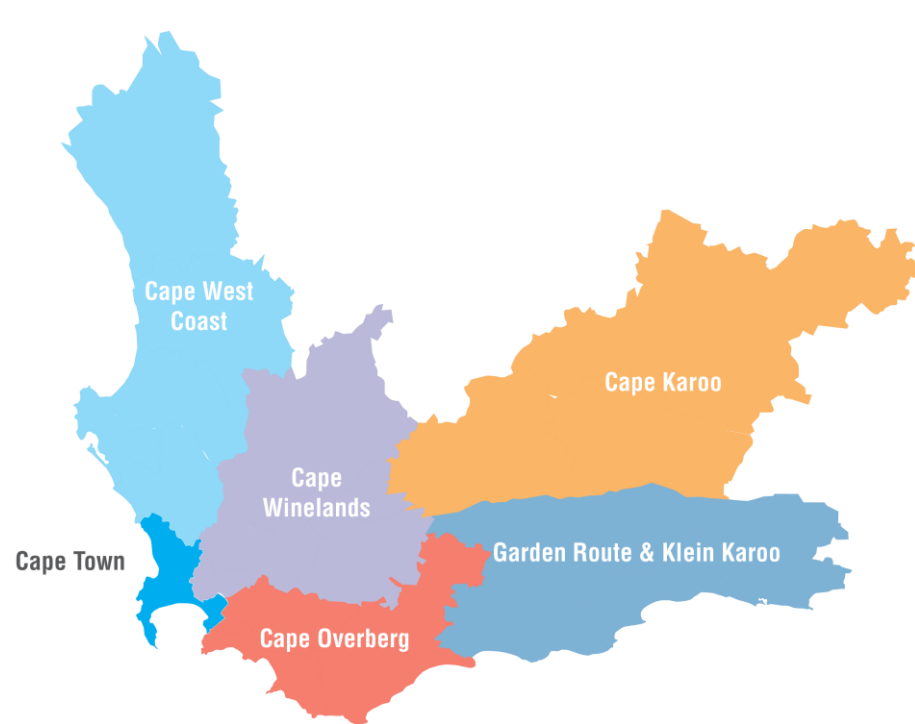 Cape West
Coast
Cape Karoo
Cape
Winelands
Garden Route & Klein Karoo
Cape Town
Cape Overberg